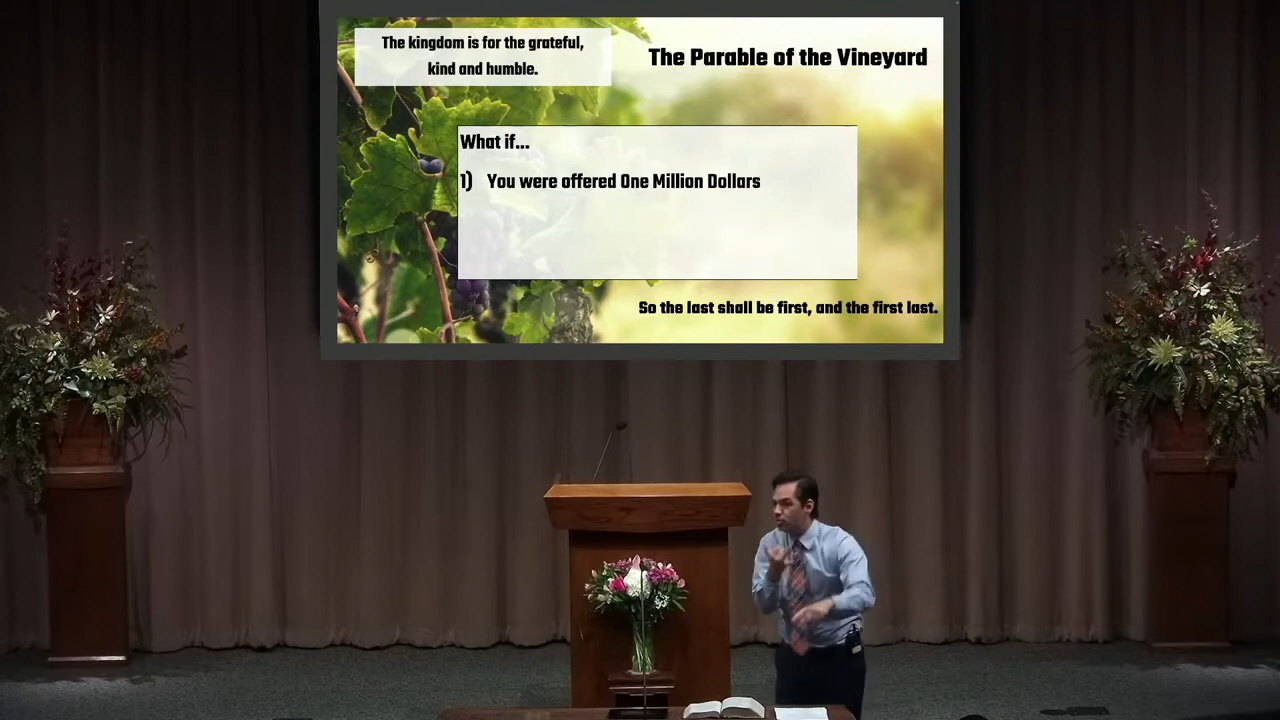 The kingdom is for the grateful,
kind and humble.
The Parable of the Vineyard
What if...
1) You were offered One Million Dollars
So the last shall be first, and the first last.